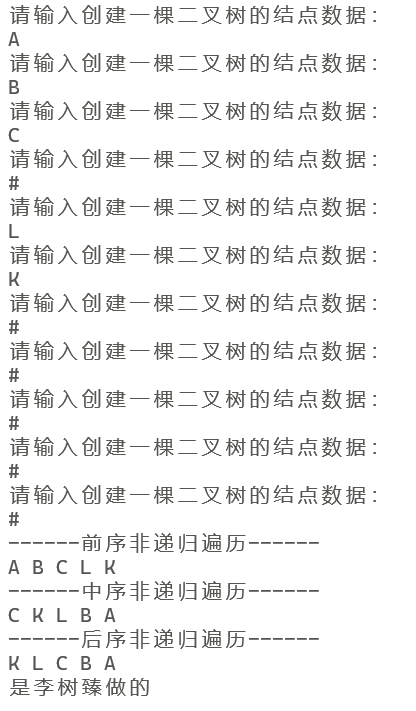 请输入创建一棵二叉树的结点数据：
A
请输入创建一棵二叉树的结点数据：
B
请输入创建一棵二叉树的结点数据：
C
请输入创建一棵二叉树的结点数据：
#
请输入创建一棵二叉树的结点数据：
L
请输入创建一棵二叉树的结点数据：
K
请输入创建一棵二叉树的结点数据：
#
请输入创建一棵二叉树的结点数据：
#
请输入创建一棵二叉树的结点数据：
#
请输入创建一棵二叉树的结点数据：
#
请输入创建一棵二叉树的结点数据：
#
------前序非递归遍历------
A B C L K
------中序非递归遍历------
C K L B A
------后序非递归遍历------
K L C B A
是李树臻做的